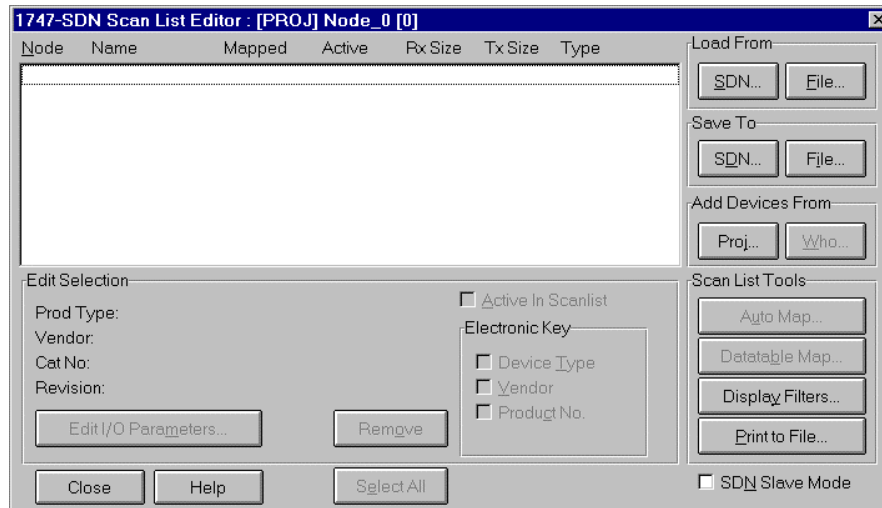 1747-SDN Scan List Editor : [PROJ] Node_0 [0]
Node Name Mapped Active Rx Size Tx Size Type
Load From
SDN... File...
Save To
SDN... File...
Add Devices From
Proj... Who...
Edit Selection
Prod Type:
Vendor:
Cat No:
Revision:
Edit I/O Parameters... Remove
Active In Scanlist
Electronic Key
Device Type
Vendor
Product No.
Scan List Tools
Auto Map...
Datatable Map...
Display Filters...
Print to File...
Close Help Select All
SDN Slave Mode